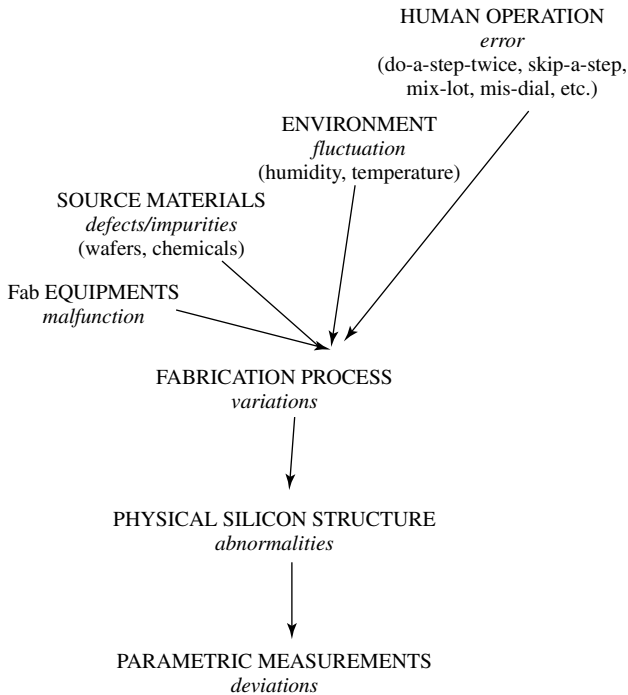 HUMAN OPERATION
error
(do-a-step-twice, skip-a-step,
mix-lot, mis-dial, etc.)
ENVIRONMENT
fluctuation
(humidity, temperature)
SOURCE MATERIALS
defects/impurities
(wafers, chemicals)
Fab EQUIPMENTS
malfunction
FABRICATION PROCESS
variations
PHYSICAL SILICON STRUCTURE
abnormalities
PARAMETRIC MEASUREMENTS
deviations